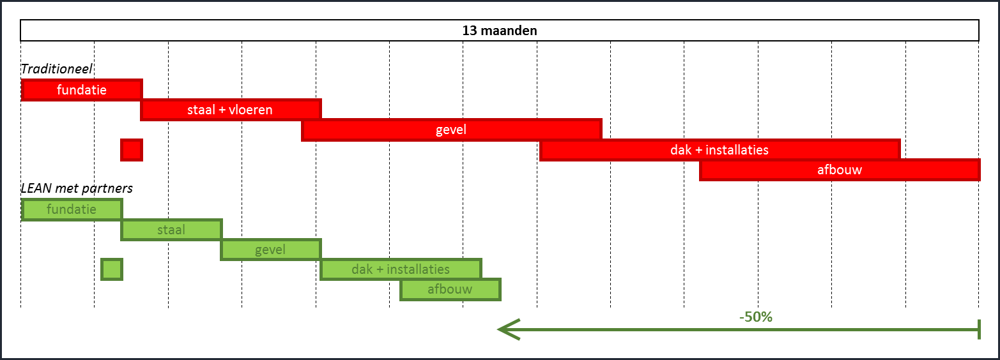 13 maanden
Traditioneel
fundatie
staal + vloeren
gevel
dak + installaties
afbouw
LEAN met partners
fundatie
staal
gevel
dak + installaties
afbouw
-50%